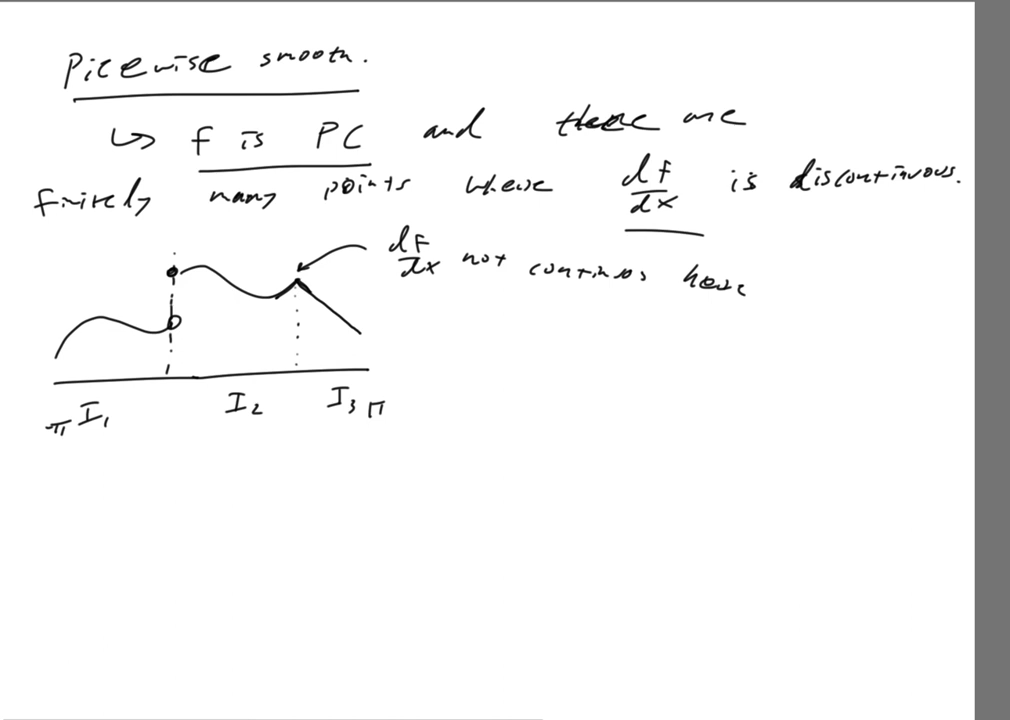 Picewise smooth.
↳ f is PC and there are
finitely many points where df/dx is discontinuous.
df/dx not continuous here
-π I₁ I₂ I₃ π